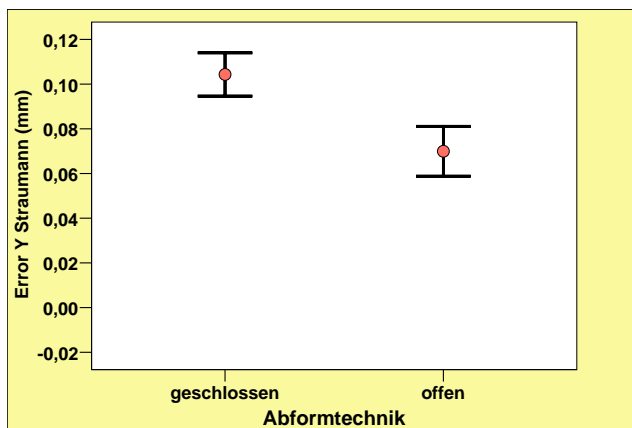 Error Y Straumann (mm)
0,12
0,10
0,08
0,06
0,04
0,02
0,00
-0,02
geschlossen
offen
Abformtechnik